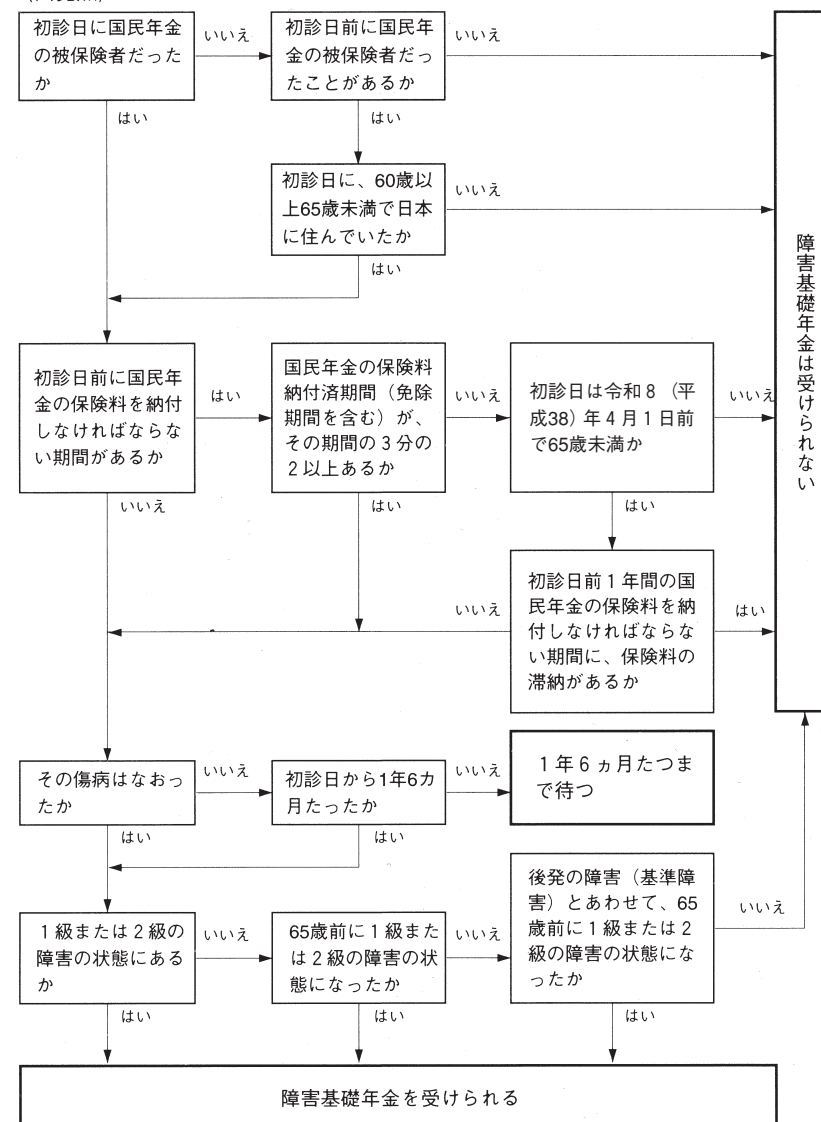 初診日に国民年金
の被保険者だった
か
いいえ
初診日前に国民年
金の被保険者だっ
たことがあるか
いいえ
はい
はい
初診日に、60歳以
上65歳未満で日本
に住んでいたか
いいえ
はい
初診日前に国民年
金の保険料を納付
しなければならな
い期間があるか
はい
国民年金の保険料
納付済期間（免除
期間を含む）が、
その期間の３分の
２以上あるか
いいえ
初診日は令和８（平
成38）年４月１日前
で65歳未満か
いいえ
いいえ
はい
はい
初診日前１年間の国
民年金の保険料を納
付しなければならな
い期間に、保険料の
滞納があるか
いいえ
はい
障害基礎年金は受けられない
その傷病はなおっ
たか
いいえ
初診日から1年6カ
月たったか
いいえ
１年６ヵ月たつま
で待つ
はい
はい
１級または２級の
障害の状態にある
か
いいえ
65歳前に１級また
は２級の障害の状
態になったか
いいえ
後発の障害（基準障
害）とあわせて、65
歳前に１級または２
級の障害の状態にな
ったか
いいえ
はい
はい
はい
障害基礎年金を受けられる